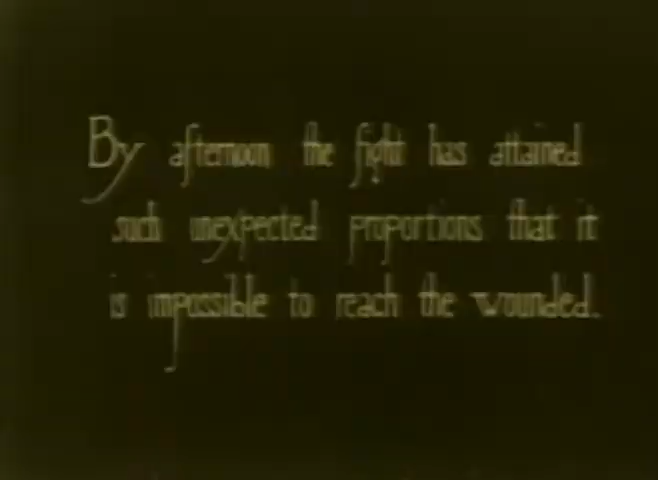 By afternoon the fight has attained
such unexpected proportions that it
is impossible to reach the wounded.